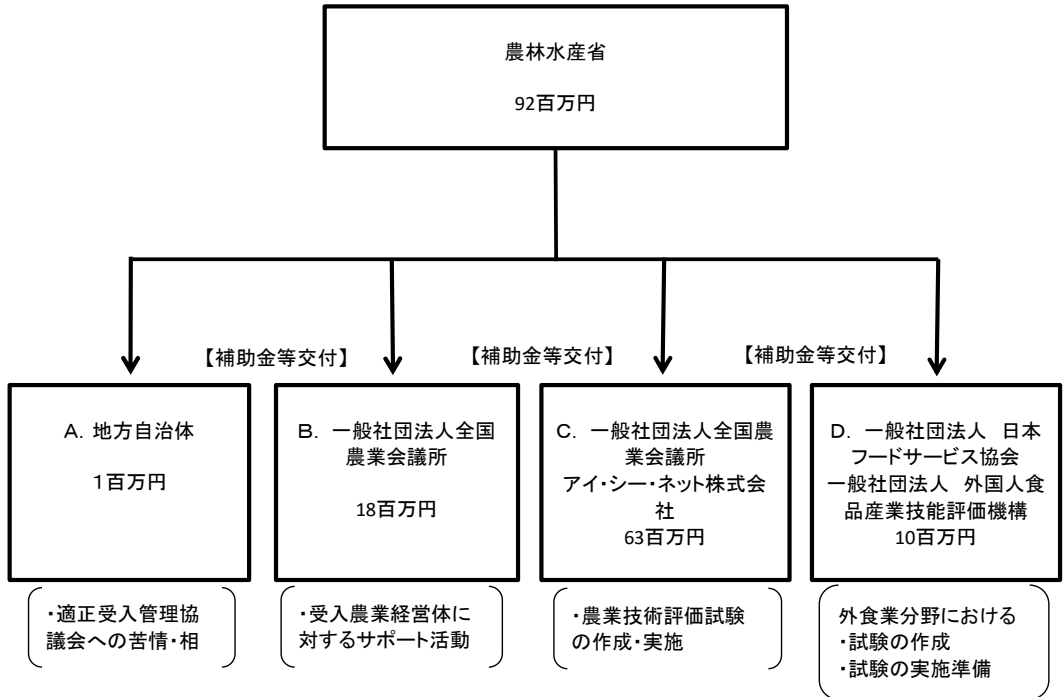 農林水産省
92百万円
【補助金等交付】
【補助金等交付】
【補助金等交付】
A. 地方自治体
1百万円
B. 一般社団法人全国
農業会議所
18百万円
C. 一般社団法人全国農
業会議所
アイ・シー・ネット株式会
社
63百万円
D. 一般社団法人 日本
フードサービス協会
一般社団法人 外国人食
品産業技能評価機構
10百万円
・適正受入管理協
議会への苦情・相
・受入農業経営体に
対するサポート活動
・農業技術評価試験
の作成・実施
外食業分野における
・試験の作成
・試験の実施準備